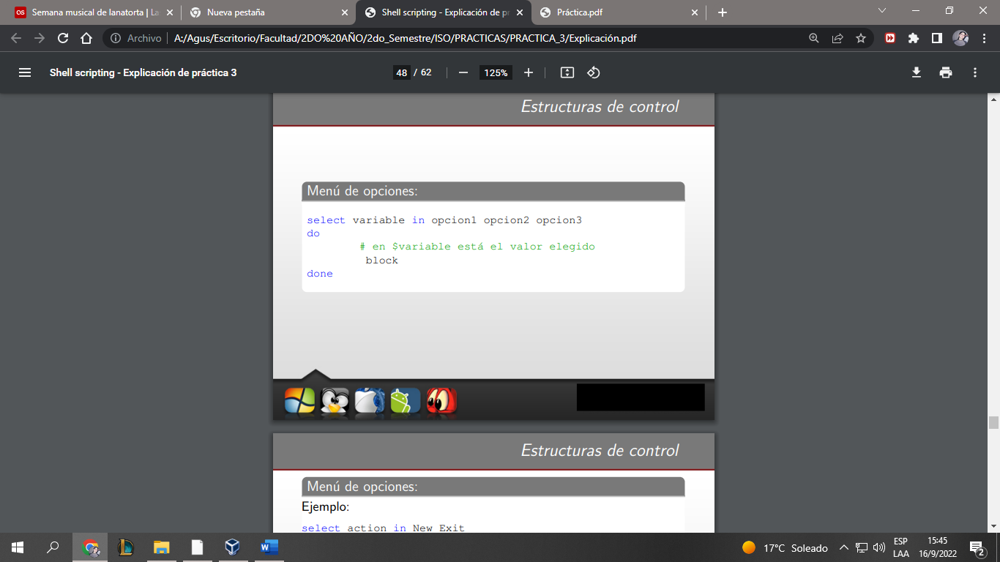 Semana musical de lanatorta | La
Nueva pestaña
Shell scripting - Explicación de pr
Práctica.pdf
Archivo
A:/Agus/Escritorio/Facultad/2DO%20AÑO/2do_Semestre/ISO/PRACTICAS/PRACTICA_3/Explicación.pdf
Shell scripting - Explicación de práctica 3
48 / 62
125%
Estructuras de control
Menú de opciones:
select variable in opcion1 opcion2 opcion3
do
# en $variable está el valor elegido
block
done
Estructuras de control
Menú de opciones:
Ejemplo:
select action in New Exit
17°C Soleado
ESP
LAA
15:45
16/9/2022
2